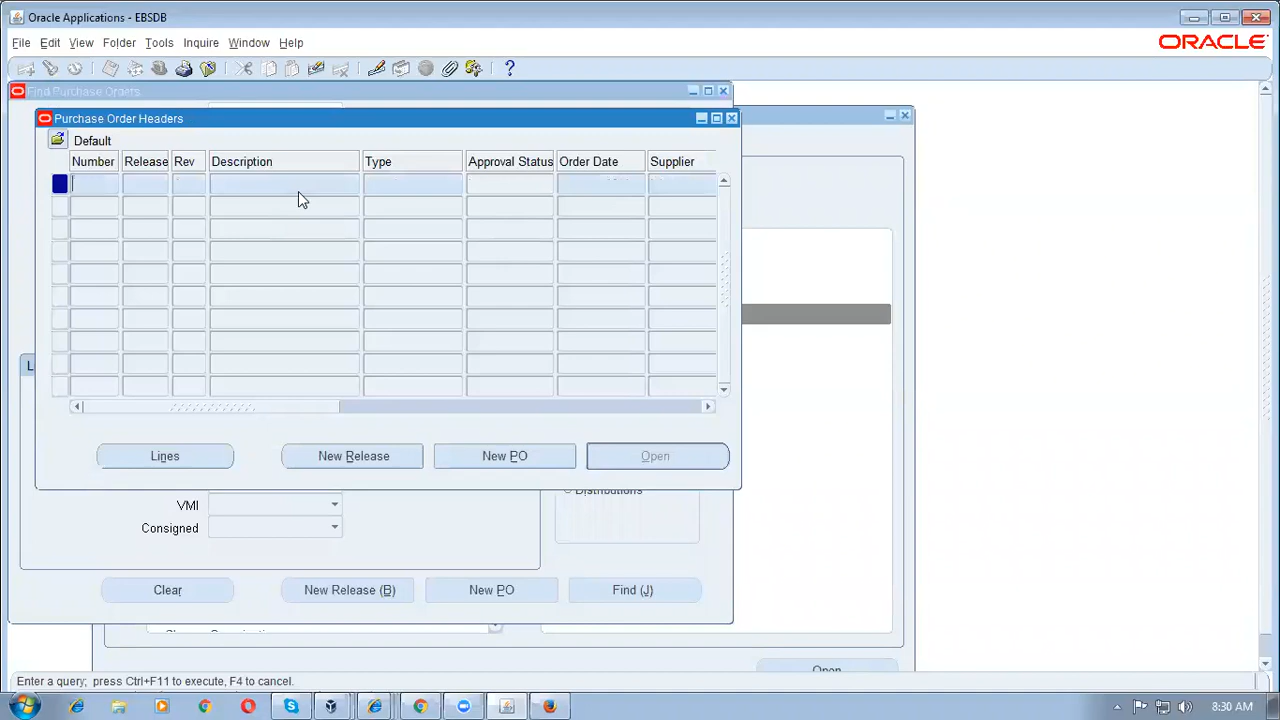 Oracle Applications - EBSDB
File Edit View Folder Tools Inquire Window Help
ORACLE
Find Purchase Orders
Purchase Order Headers
Default
Number Release Rev Description Type Approval Status Order Date Supplier
L
Lines New Release New PO Open
VMI
Distributions
Consigned
Clear New Release (B) New PO Find (J)
Open
Enter a query; press Ctrl+F11 to execute, F4 to cancel.
8:30 AM